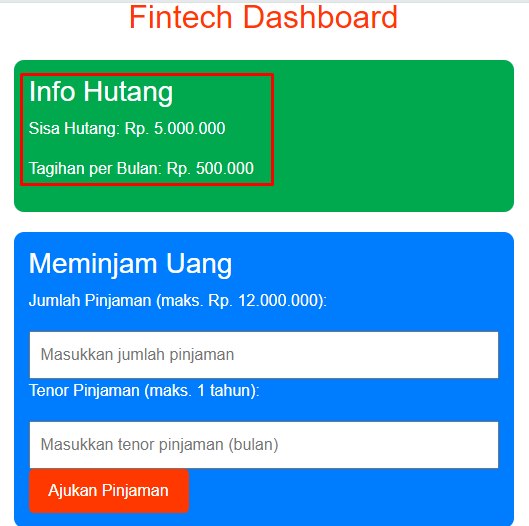 Fintech Dashboard
Info Hutang
Sisa Hutang: Rp. 5.000.000
Tagihan per Bulan: Rp. 500.000
Meminjam Uang
Jumlah Pinjaman (maks. Rp. 12.000.000):
Masukkan jumlah pinjaman
Tenor Pinjaman (maks. 1 tahun):
Masukkan tenor pinjaman (bulan)
Ajukan Pinjaman